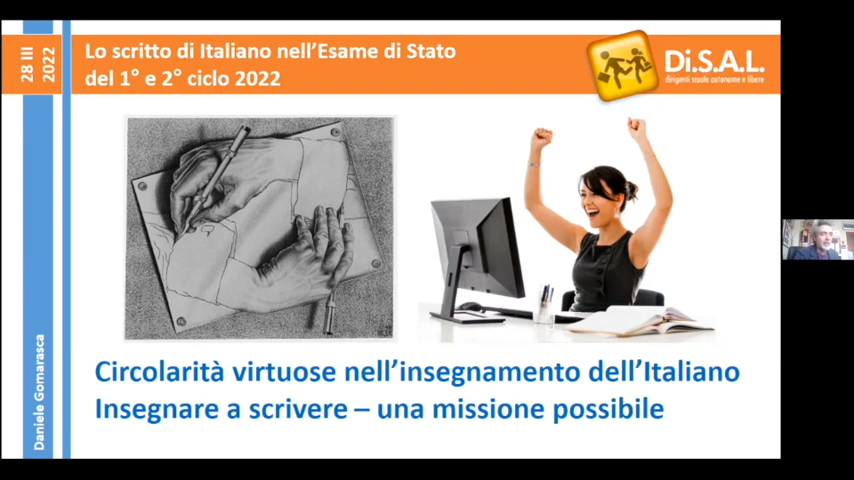 28 III
2022
Lo scritto di Italiano nell'Esame di Stato
del 1° e 2° ciclo 2022
Di.S.A.L.
dirigenti scuole autonome e libere
Circolarità virtuose nell'insegnamento dell'Italiano
Insegnare a scrivere – una missione possibile
Daniele Gomarasca